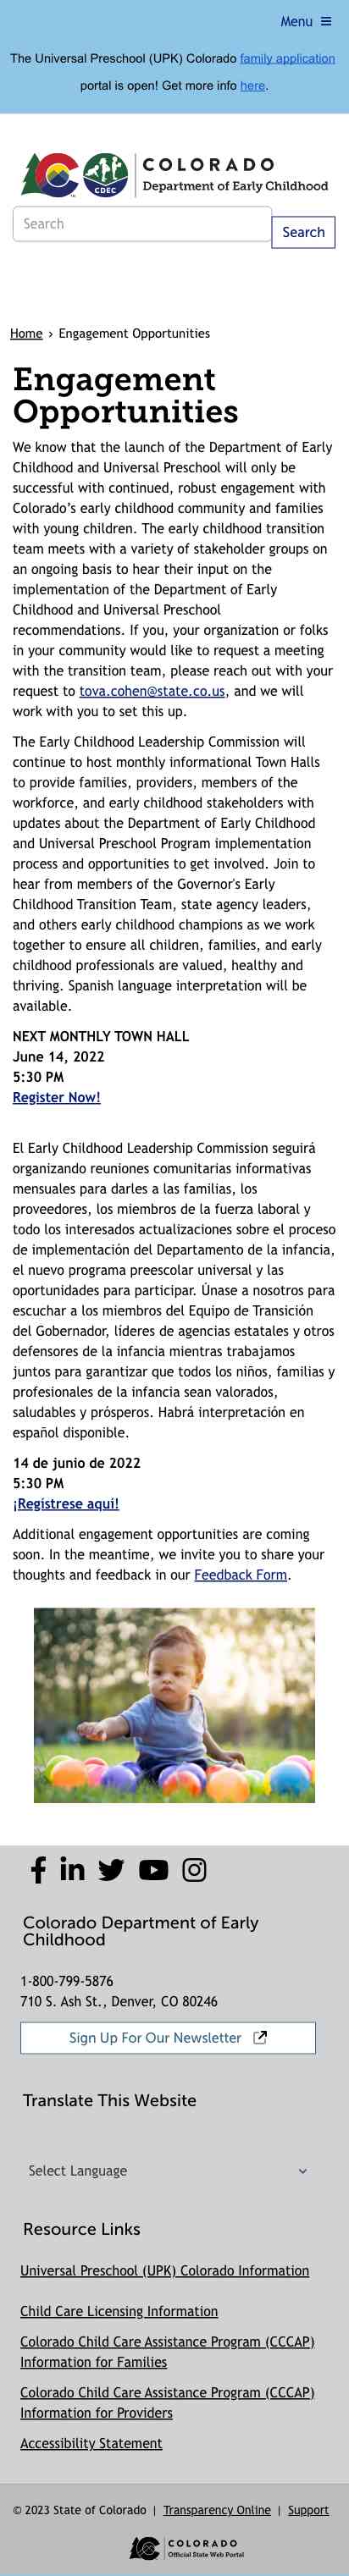 Menu
The Universal Preschool (UPK) Colorado family application
portal is open! Get more info here.
COLORADO
Department of Early Childhood
CDEC
Search
Search
Home › Engagement Opportunities
Engagement
Opportunities
We know that the launch of the Department of Early
Childhood and Universal Preschool will only be
successful with continued, robust engagement with
Colorado’s early childhood community and families
with young children. The early childhood transition
team meets with a variety of stakeholder groups on
an ongoing basis to hear their input on the
implementation of the Department of Early
Childhood and Universal Preschool
recommendations. If you, your organization or folks
in your community would like to request a meeting
with the transition team, please reach out with your
request to tova.cohen@state.co.us, and we will
work with you to set this up.
The Early Childhood Leadership Commission will
continue to host monthly informational Town Halls
to provide families, providers, members of the
workforce, and early childhood stakeholders with
updates about the Department of Early Childhood
and Universal Preschool Program implementation
process and opportunities to get involved. Join to
hear from members of the Governor's Early
Childhood Transition Team, state agency leaders,
and others early childhood champions as we work
together to ensure all children, families, and early
childhood professionals are valued, healthy and
thriving. Spanish language interpretation will be
available.
NEXT MONTHLY TOWN HALL
June 14, 2022
5:30 PM
Register Now!
El Early Childhood Leadership Commission seguirá
organizando reuniones comunitarias informativas
mensuales para darles a las familias, los
proveedores, los miembros de la fuerza laboral y
todo los interesados actualizaciones sobre el proceso
de implementación del Departamento de la infancia,
el nuevo programa preescolar universal y las
oportunidades para participar. Únase a nosotros para
escuchar a los miembros del Equipo de Transición
del Gobernador, líderes de agencias estatales y otros
defensores de la infancia mientras trabajamos
juntos para garantizar que todos los niños, familias y
profesionales de la infancia sean valorados,
saludables y prósperos. Habrá interpretación en
español disponible.
14 de junio de 2022
5:30 PM
¡Regístrese aquí!
Additional engagement opportunities are coming
soon. In the meantime, we invite you to share your
thoughts and feedback in our Feedback Form.
Colorado Department of Early
Childhood
1-800-799-5876
710 S. Ash St., Denver, CO 80246
Sign Up For Our Newsletter
Translate This Website
Select Language
Resource Links
Universal Preschool (UPK) Colorado Information
Child Care Licensing Information
Colorado Child Care Assistance Program (CCCAP)
Information for Families
Colorado Child Care Assistance Program (CCCAP)
Information for Providers
Accessibility Statement
© 2023 State of Colorado | Transparency Online | Support
COLORADO
Official State Web Portal